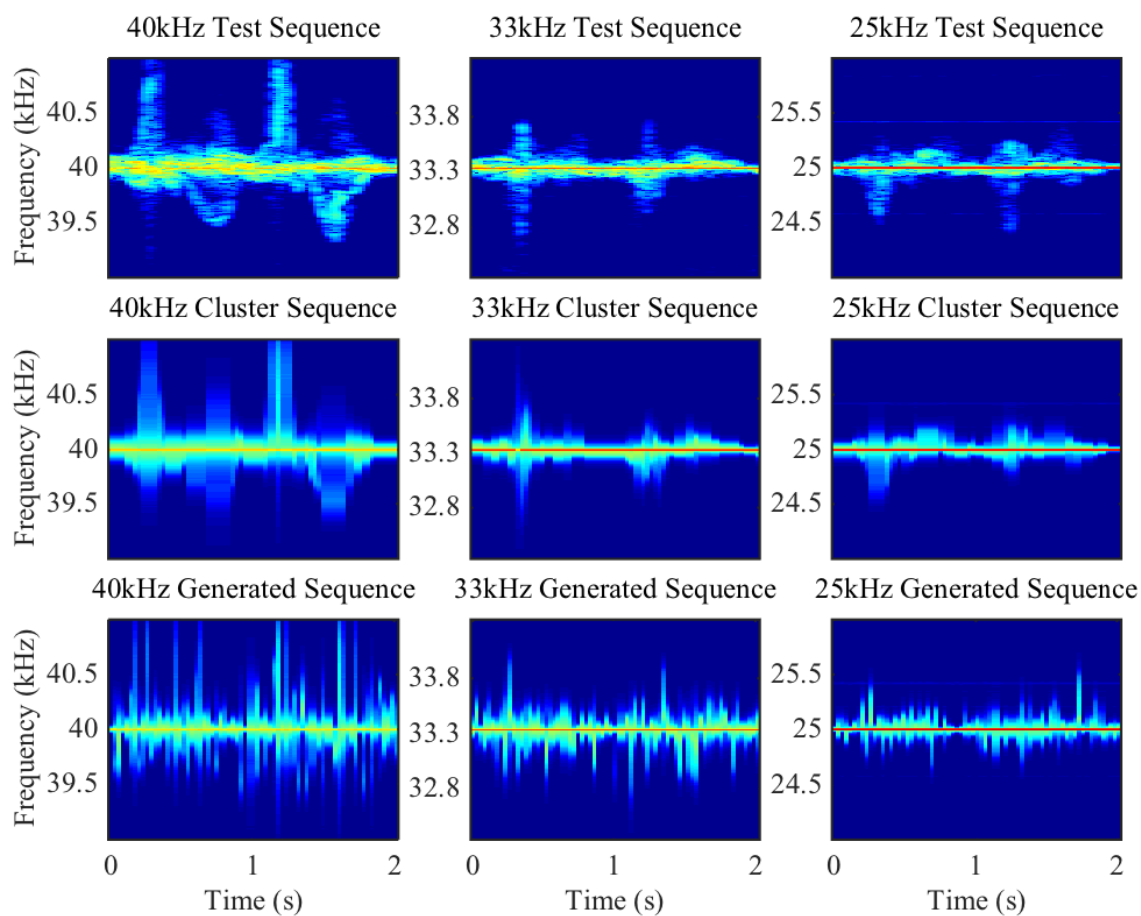 40kHz Test Sequence
33kHz Test Sequence
25kHz Test Sequence
Frequency (kHz)
40.5
40
39.5
33.8
33.3
32.8
25.5
25
24.5
40kHz Cluster Sequence
33kHz Cluster Sequence
25kHz Cluster Sequence
Frequency (kHz)
40.5
40
39.5
33.8
33.3
32.8
25.5
25
24.5
40kHz Generated Sequence
33kHz Generated Sequence
25kHz Generated Sequence
Frequency (kHz)
40.5
40
39.5
33.8
33.3
32.8
25.5
25
24.5
0 1 2
0 1 2
0 1 2
Time (s)
Time (s)
Time (s)